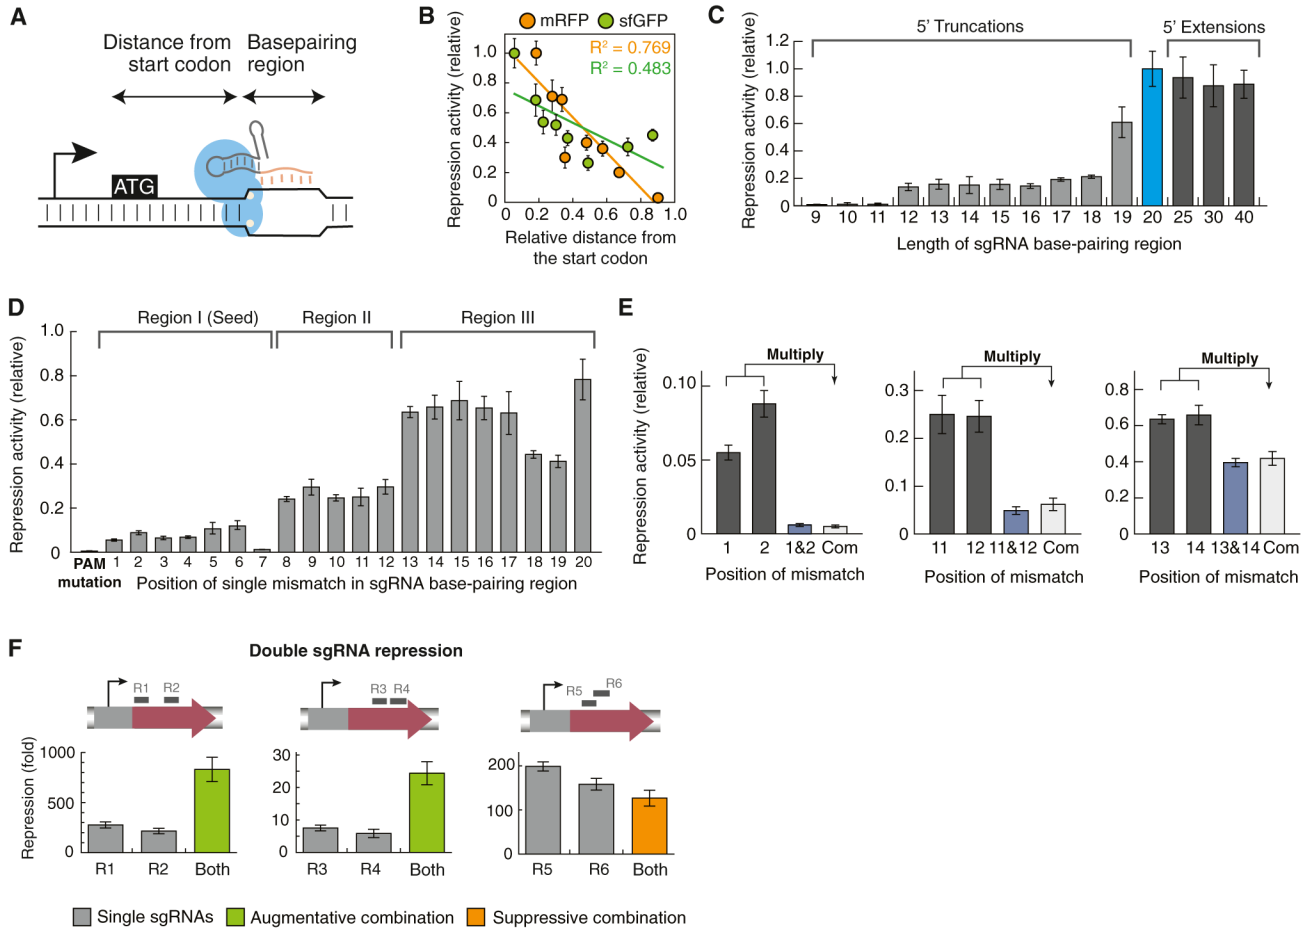 A
Distance from
start codon
Basepairing
region
ATG
B
mRFP
sfGFP
R² = 0.769
R² = 0.483
Repression activity (relative)
1.0
0.8
0.6
0.4
0.2
0
0
0.2
0.4
0.6
0.8
1.0
Relative distance from
the start codon
C
5’ Truncations
5’ Extensions
Repression activity (relative)
1.2
1.0
0.8
0.6
0.4
0.2
0
9 10 11 12 13 14 15 16 17 18 19 20 25 30 40
Length of sgRNA base-pairing region
D
Region I (Seed)
Region II
Region III
Repression activity (relative)
1.0
0.8
0.6
0.4
0.2
0
PAM
mutation
1 2 3 4 5 6 7 8 9 10 11 12 13 14 15 16 17 18 19 20
Position of single mismatch in sgRNA base-pairing region
E
Repression activity (relative)
Multiply
0.10
0.05
0
1 2 1&2 Com
Position of mismatch
Multiply
0.3
0.2
0.1
0
11 12 11&12 Com
Position of mismatch
Multiply
0.8
0.6
0.4
0.2
0
13 14 13&14 Com
Position of mismatch
F
Double sgRNA repression
R1
R2
Repression (fold)
1000
500
0
R1 R2 Both
R3
R4
30
20
10
0
R3 R4 Both
R5
R6
200
100
0
R5 R6 Both
Single sgRNAs
Augmentative combination
Suppressive combination